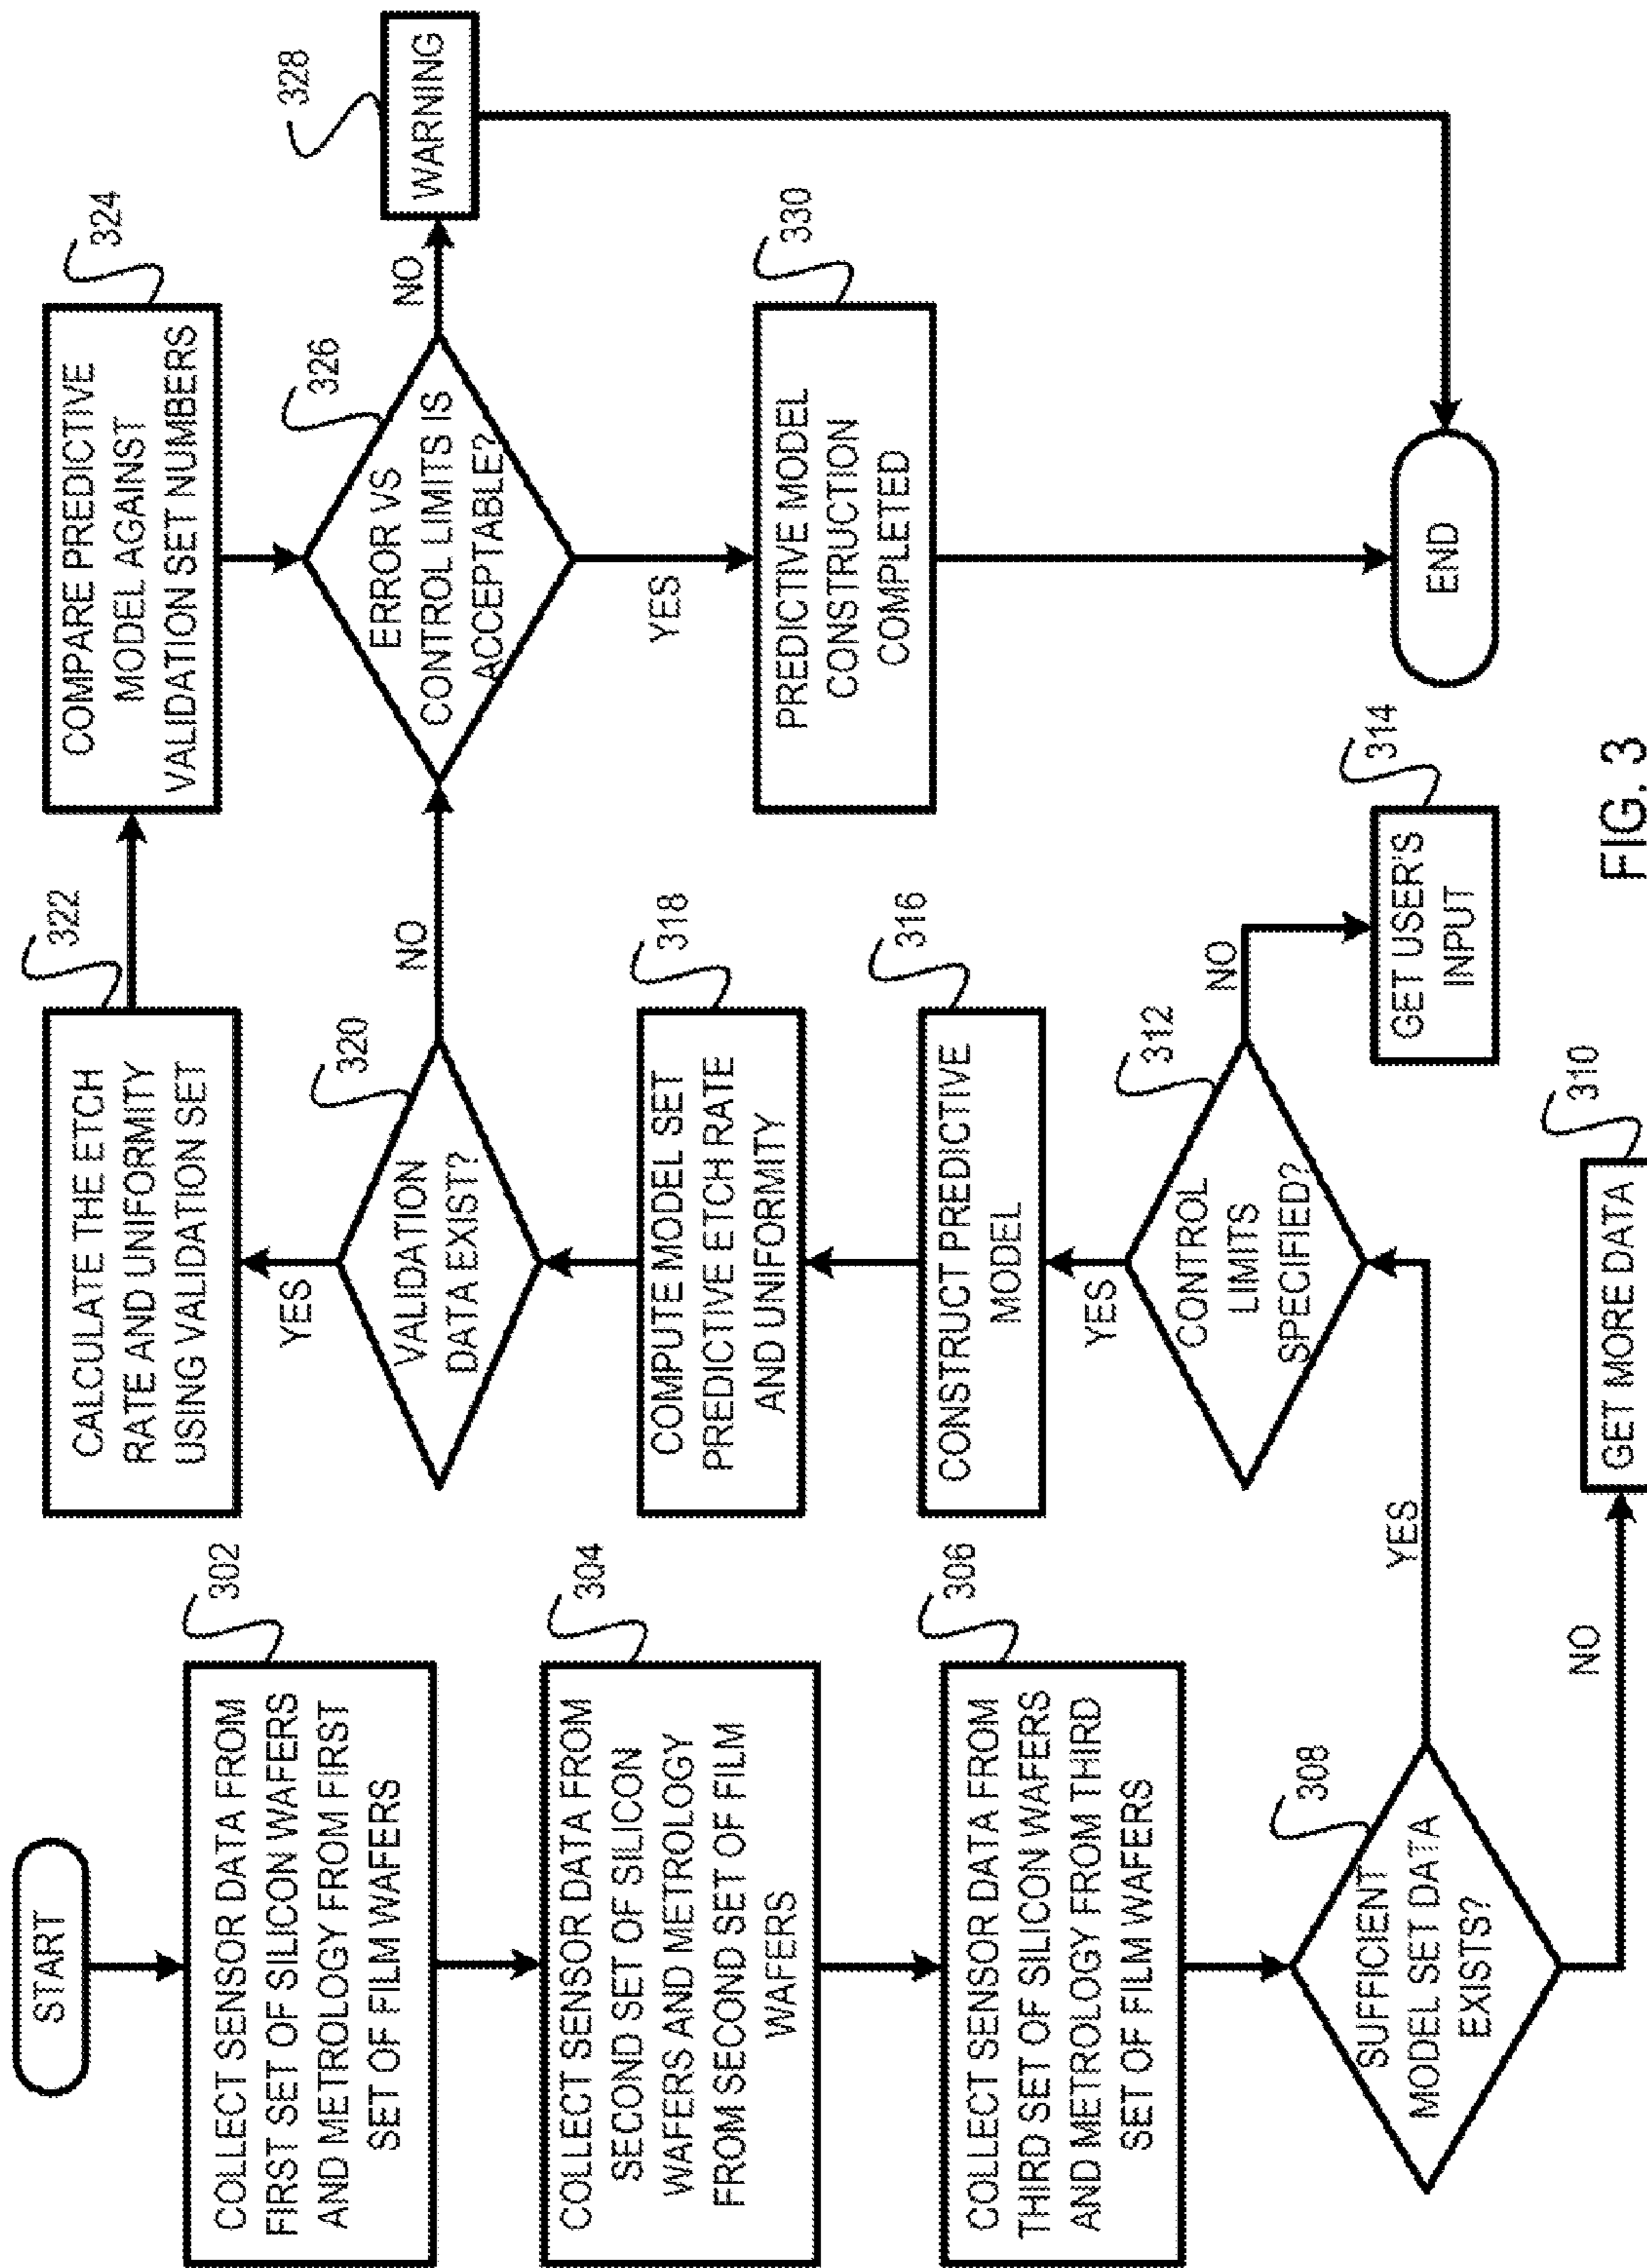 START
COLLECT SENSOR DATA FROM
FIRST SET OF SILICON WAFERS
AND METROLOGY FROM FIRST
SET OF FILM WAFERS
302
COLLECT SENSOR DATA FROM
SECOND SET OF SILICON
WAFERS AND METROLOGY
FROM SECOND SET OF FILM
WAFERS
304
COLLECT SENSOR DATA FROM
THIRD SET OF SILICON WAFERS
AND METROLOGY FROM THIRD
SET OF FILM WAFERS
306
SUFFICIENT
MODEL SET DATA
EXISTS?
308
YES
NO
GET MORE DATA
310
CONTROL
LIMITS
SPECIFIED?
312
NO
GET USER'S
INPUT
314
YES
CONSTRUCT PREDICTIVE
MODEL
316
COMPUTE MODEL SET
PREDICTIVE ETCH RATE
AND UNIFORMITY
318
VALIDATION
DATA EXIST?
320
YES
NO
CALCULATE THE ETCH
RATE AND UNIFORMITY
USING VALIDATION SET
322
COMPARE PREDICTIVE
MODEL AGAINST
VALIDATION SET NUMBERS
324
ERROR VS
CONTROL LIMITS IS
ACCEPTABLE?
326
NO
WARNING
328
YES
PREDICTIVE MODEL
CONSTRUCTION
COMPLETED
330
END
FIG. 3